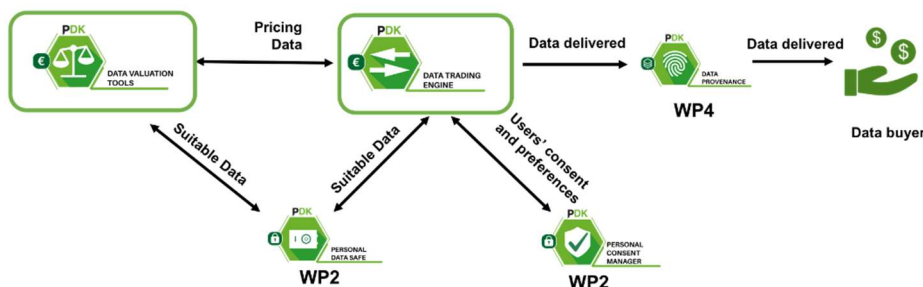 Pricing
Data
PDK
€
DATA VALUATION
TOOLS
PDK
€
DATA TRADING
ENGINE
Data delivered
PDK
DATA
PROVENANCE
WP4
Data delivered
$
$
Data buyer
Suitable Data
Suitable Data
Users' consent
and preferences
PDK
PERSONAL
DATA SAFE
WP2
PDK
PERSONAL
CONSENT
MANAGER
WP2